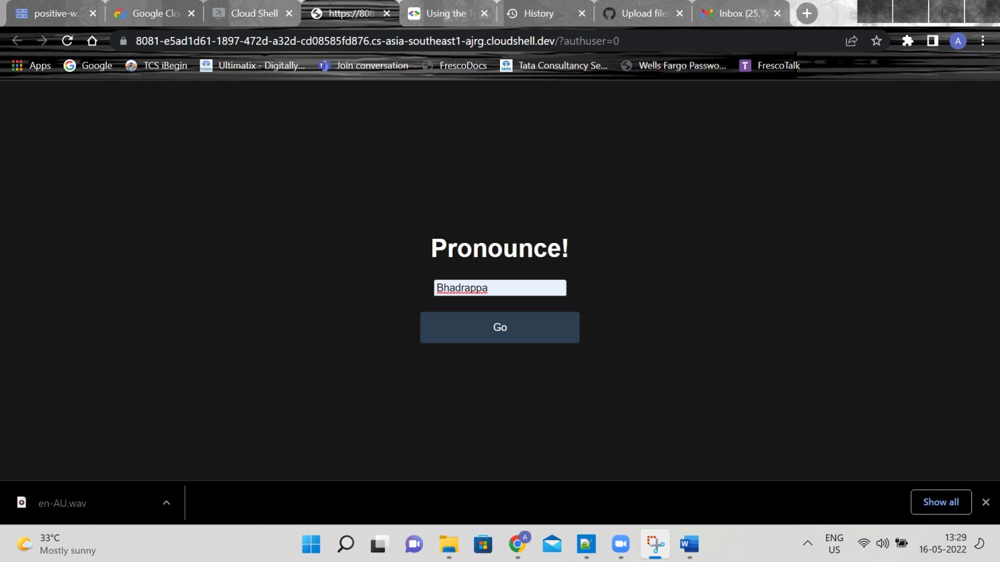 positive-w...
Google Clo
Cloud Shell
https://808
Using the T
History
Upload file
Inbox (25,1
8081-e5ad1d61-1897-472d-a32d-cd08585fd876.cs-asia-southeast1-ajrg.cloudshell.dev/?authuser=0
A
Apps
Google
TCS iBegin
Ultimatix - Digitally...
Join conversation
FrescoDocs
Tata Consultancy Se...
Wells Fargo Passwo...
T
FrescoTalk
Pronounce!
Bhadrappa
Go
en-AU.wav
Show all
33°C
Mostly sunny
A
ENG
US
13:29
16-05-2022